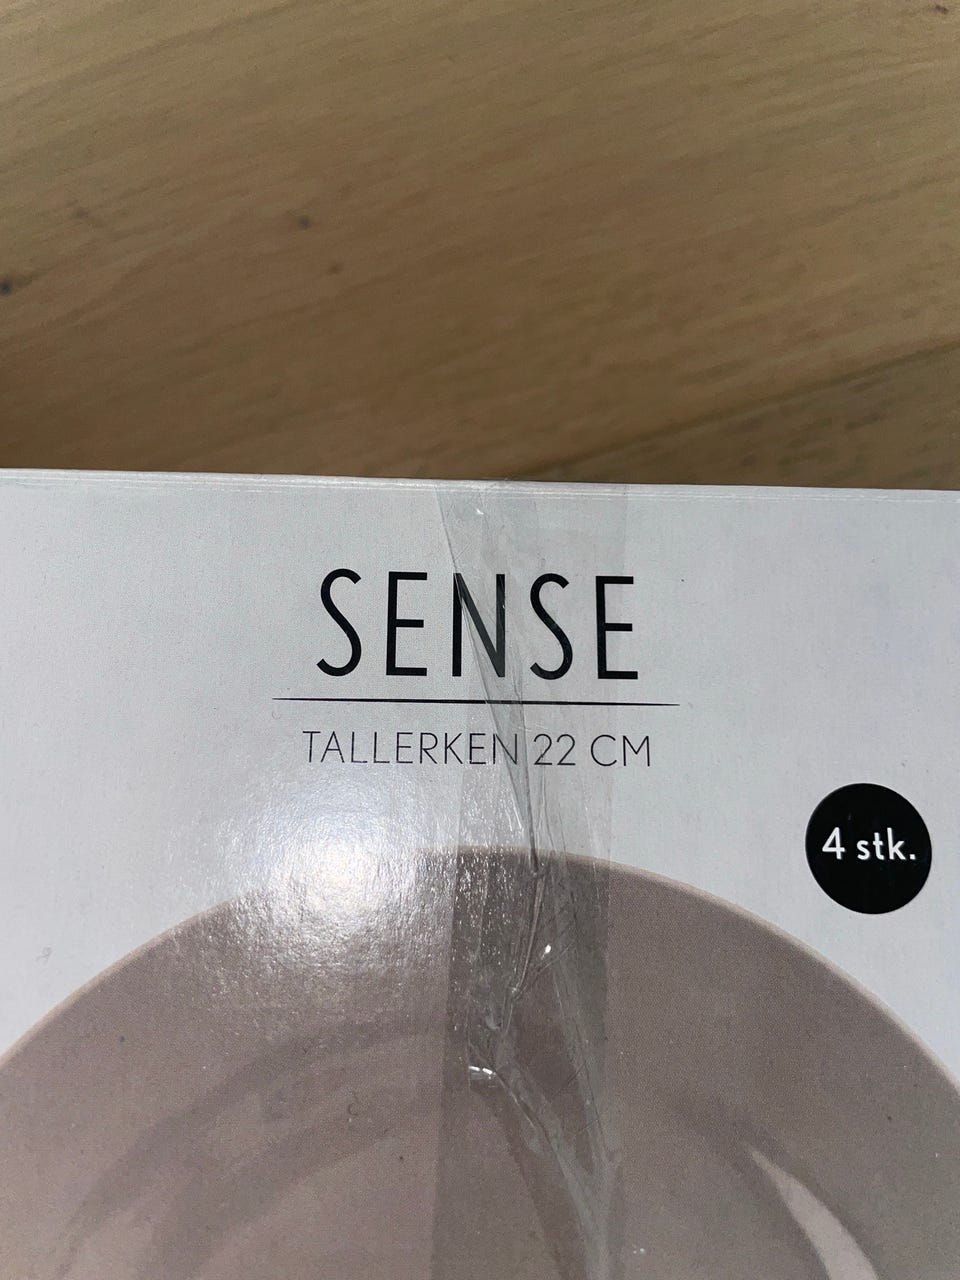 SENSE
TALLERKEN 22 CM
4 stk.